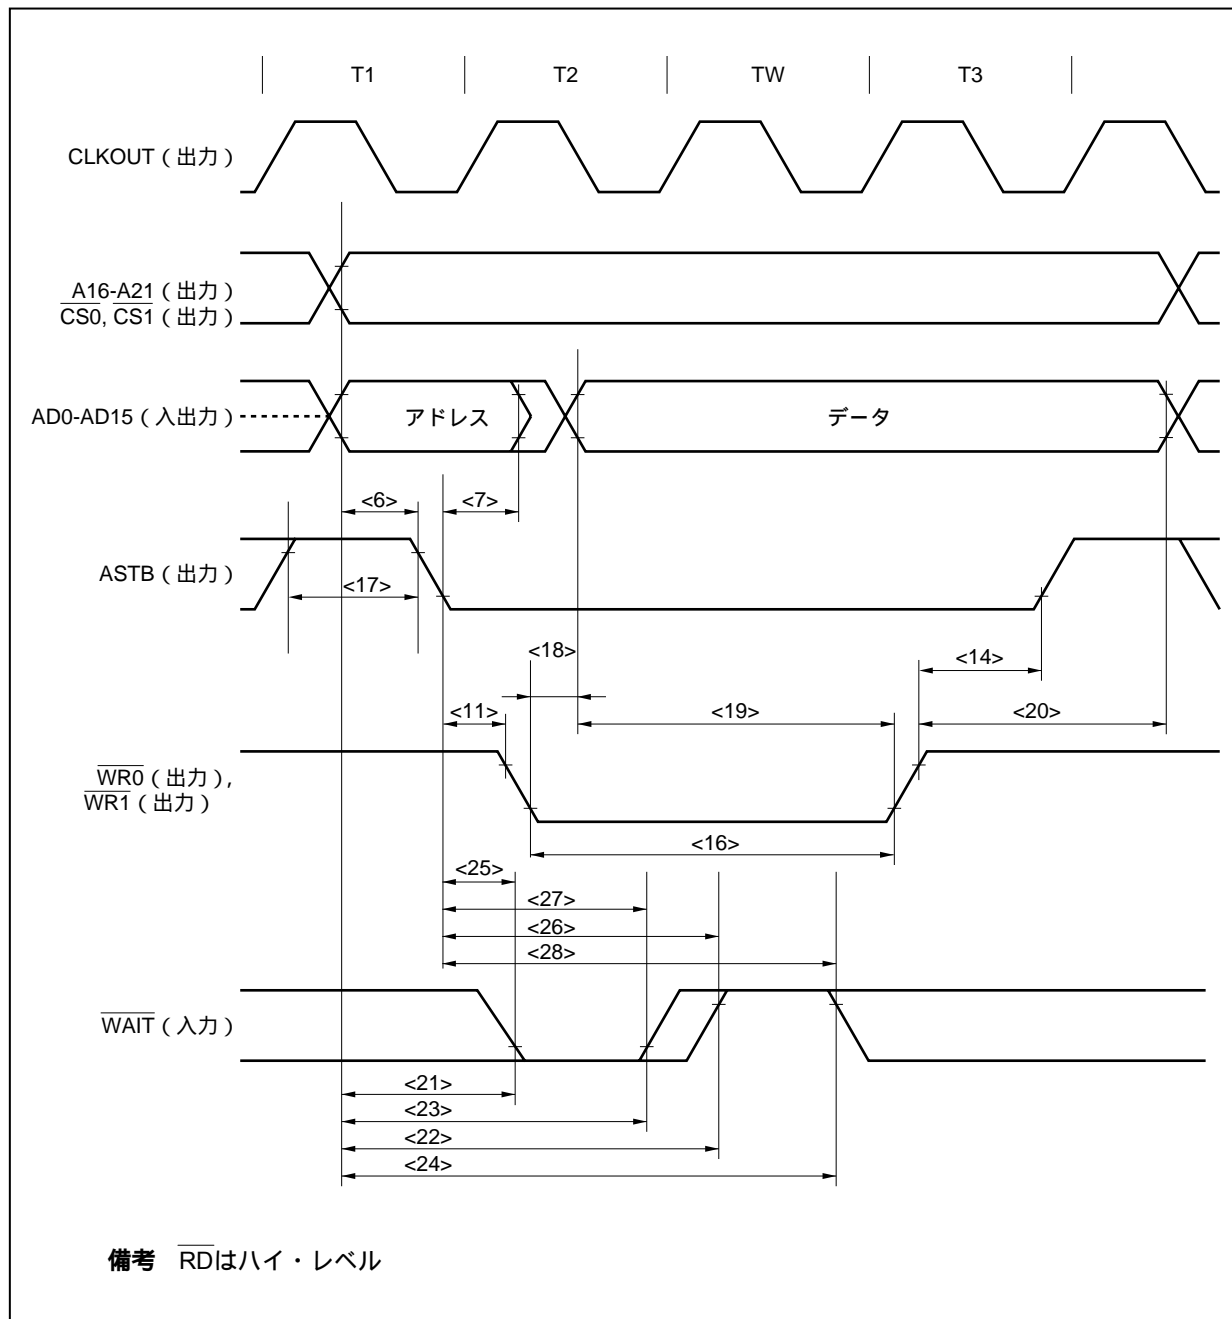 T1 T2 TW T3
CLKOUT（出力）
A16-A21（出力）
CS0, CS1（出力）
AD0-AD15（入出力）
アドレス
データ
<6>
<7>
ASTB（出力）
<17>
<18>
<14>
<11>
<19>
<20>
WR0（出力）,
WR1（出力）
<16>
<25>
<27>
<26>
<28>
WAIT（入力）
<21>
<23>
<22>
<24>
備考 RDはハイ・レベル